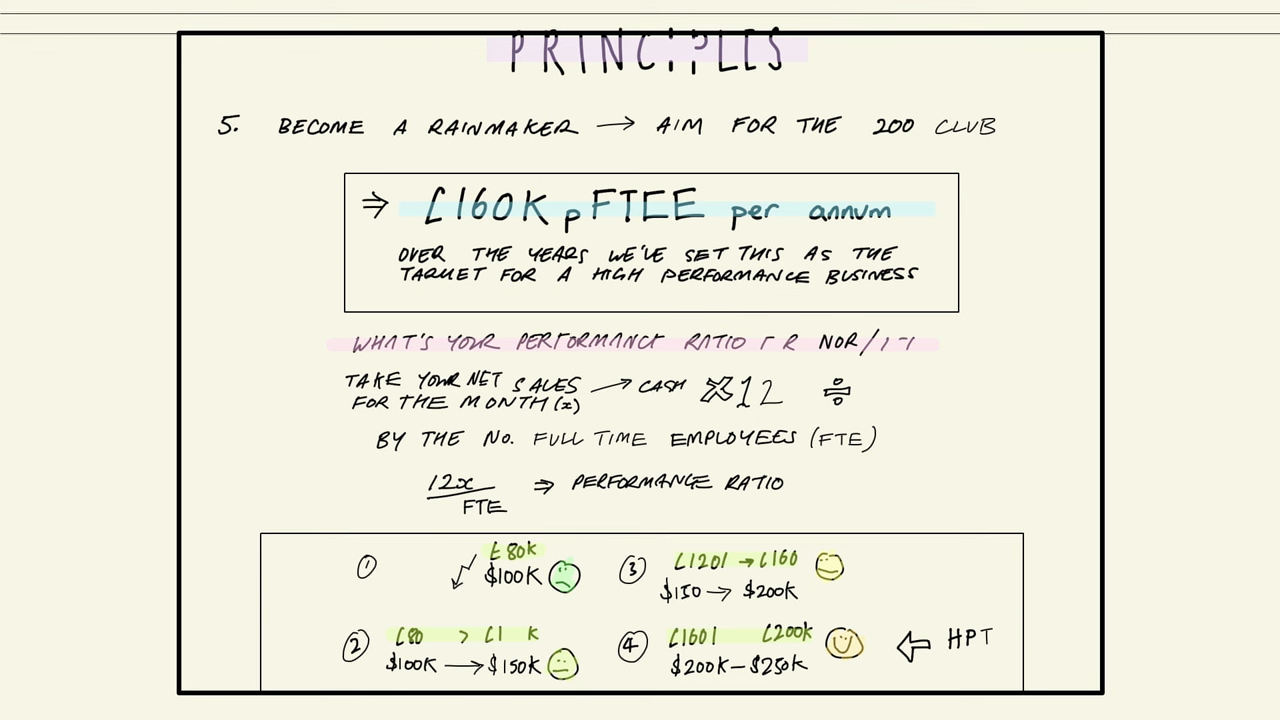 PRINCIPLES
5. BECOME A RAINMAKER → AIM FOR THE 200 CLUB
⇒ £160K pFTEE per annum
OVER THE YEARS WE'VE SET THIS AS THE
TARGET FOR A HIGH PERFORMANCE BUSINESS
WHAT'S YOUR PERFORMANCE RATIO
TAKE YOUR NET SALES → CASH X12 ÷
FOR THE MONTH (x)
BY THE NO. FULL TIME EMPLOYEES (FTE)
12x
FTE
⇒ PERFORMANCE RATIO
① £80K
$100K
② £80 > £1 K
$100K → $150K
③ £120 → £160
$150 → $200K
④ £160 £200K
$200K – $250K
⇐ HPT